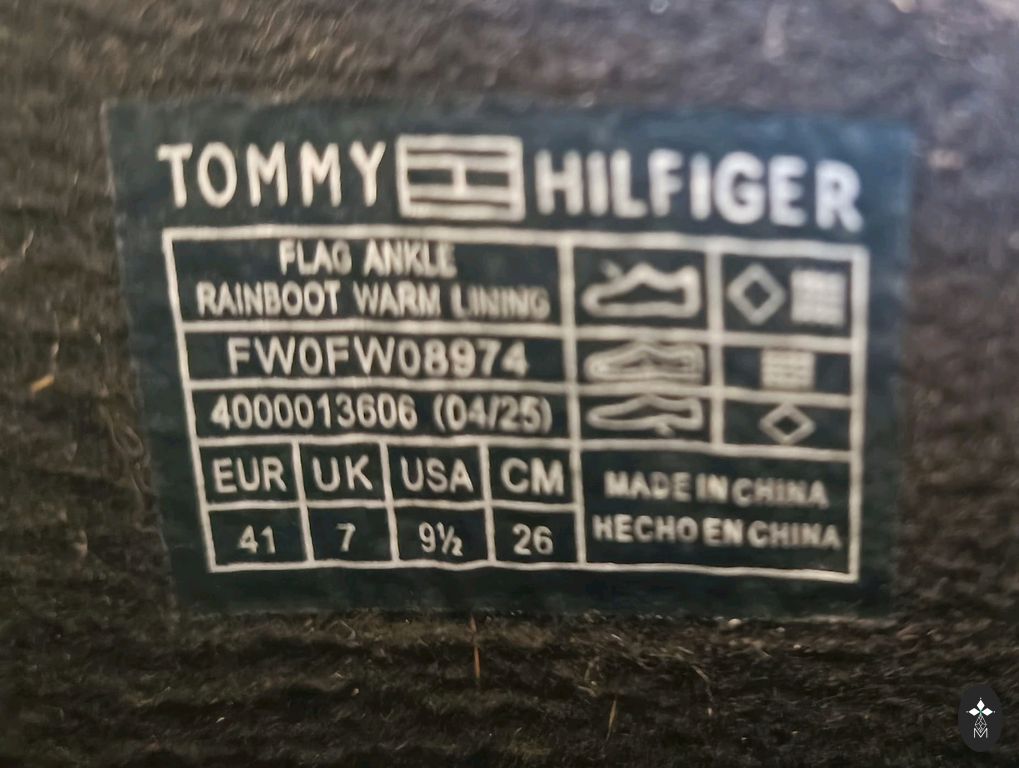 TOMMY HILFIGER
FLAG ANKLE
RAINBOOT WARM LINING
FW0FW08974
4000013606 (04/25)
EUR UK USA CM
41 7 9½ 26
MADE IN CHINA
HECHO EN CHINA
M